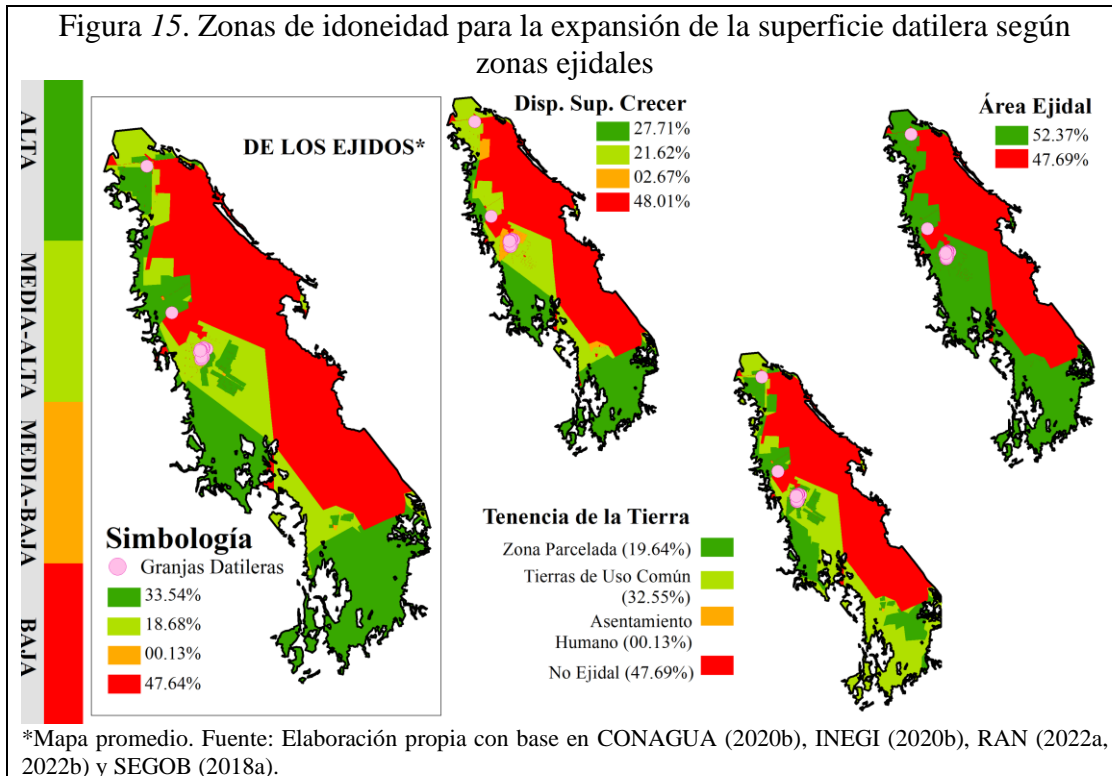 Figura 15. Zonas de idoneidad para la expansión de la superficie datilera según
zonas ejidales
ALTA
MEDIA-ALTA
MEDIA-BAJA
BAJA
DE LOS EJIDOS*
Simbología
Granjas Datileras
33.54%
18.68%
00.13%
47.64%
Disp. Sup. Crecer
27.71%
21.62%
02.67%
48.01%
Área Ejidal
52.37%
47.69%
Tenencia de la Tierra
Zona Parcelada (19.64%)
Tierras de Uso Común
(32.55%)
Asentamiento
Humano (00.13%)
No Ejidal (47.69%)
*Mapa promedio. Fuente: Elaboración propia con base en CONAGUA (2020b), INEGI (2020b), RAN (2022a,
2022b) y SEGOB (2018a).